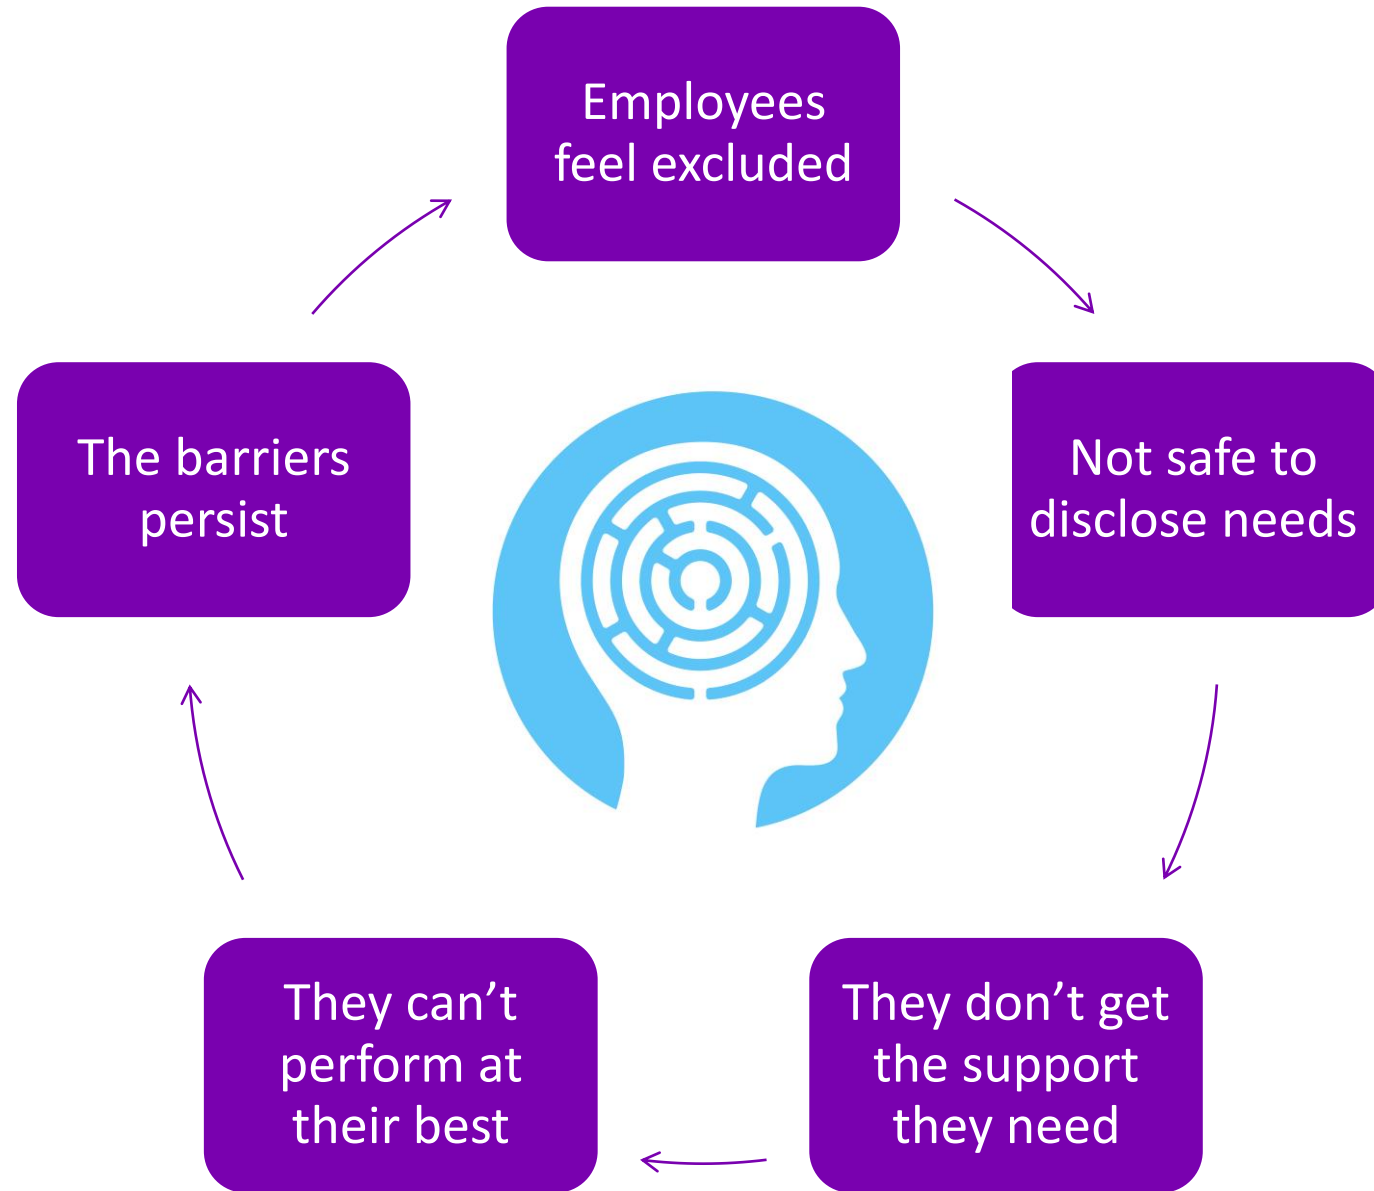 Employees
feel excluded
Not safe to
disclose needs
They don’t get
the support
they need
They can’t
perform at
their best
The barriers
persist